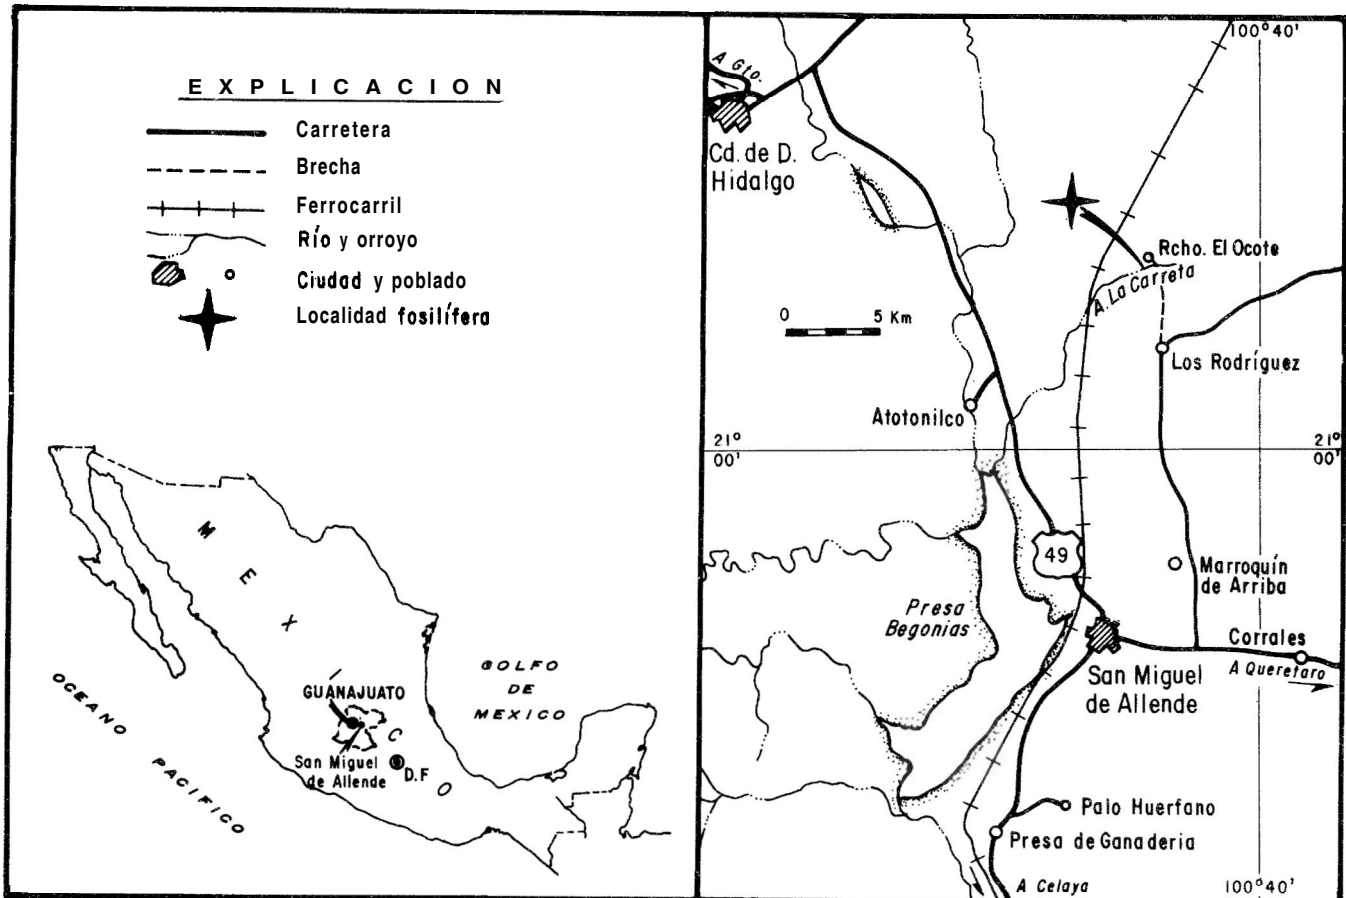 EXPLICACION
Carretera
Brecha
Ferrocarril
Río y orroyo
Ciudad y poblado
Localidad fosilífera
M E X I C O
GOLFO
DE
MEXICO
OCEANO PACIFICO
GUANAJUATO
San Miguel
de Allende
D.F
100°40'
A Gto.
Cd. de D.
Hidalgo
Rcho. El Ocote
A. La Carreta
0 5 Km
Los Rodríguez
Atotonilco
21°
00'
21°
00'
49
Marroquín
de Arriba
Presa
Begonias
Corrales
A Queretaro
San Miguel
de Allende
Palo Huerfano
Presa de Ganaderia
A Celaya
100°40'